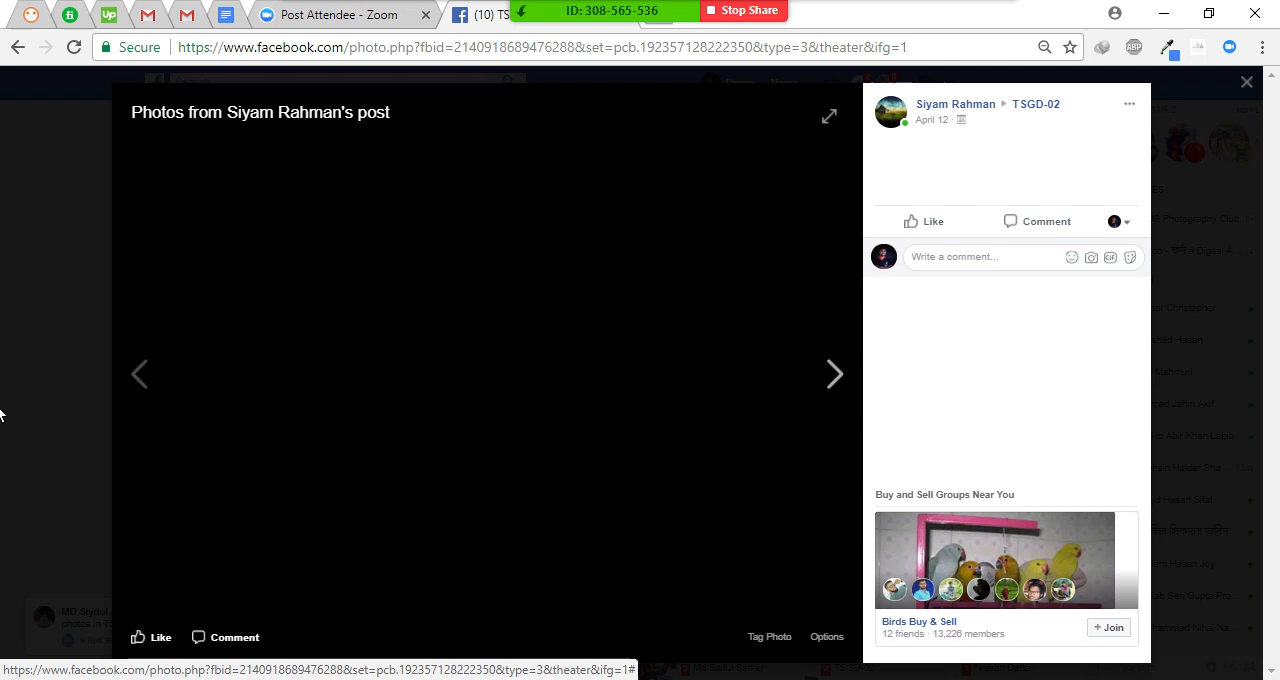 Post Attendee - Zoom
(10) TS
ID: 308-565-536
Stop Share
Secure
https://www.facebook.com/photo.php?fbid=2140918689476288&set=pcb.192357128222350&type=3&theater&ifg=1
Photos from Siyam Rahman's post
Siyam Rahman
TSGD-02
April 12 ·
Like
Comment
Write a comment...
GIF
Buy and Sell Groups Near You
Birds Buy & Sell
12 friends · 13,226 members
+ Join
Like
Comment
Tag Photo
Options
https://www.facebook.com/photo.php?fbid=2140918689476288&set=pcb.192357128222350&type=3&theater&ifg=1#